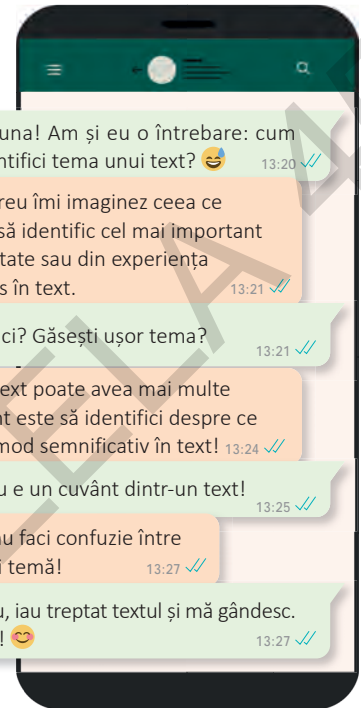 una! Am și eu o întrebare: cum
ntifici tema unui text? 😅 13:20
reu îmi imaginez ceea ce
să identific cel mai important
tate sau din experiența
s în text. 13:21
ci? Găsești ușor tema?
13:21
ext poate avea mai multe
nt este să identifici despre ce
mod semnificativ în text! 13:24
u e un cuvânt dintr-un text!
13:25
nu faci confuzie între
i temă! 13:27
u, iau treptat textul și mă gândesc.
! 😊 13:27